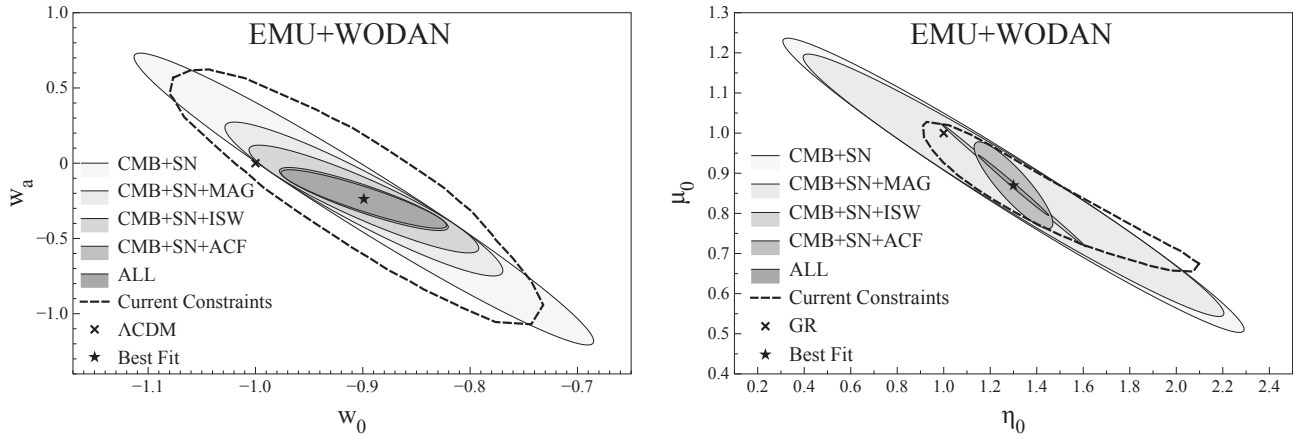 EMU+WODAN
1.0
0.5
0
−0.5
−1.0
w_a
CMB+SN
CMB+SN+MAG
CMB+SN+ISW
CMB+SN+ACF
ALL
Current Constraints
ΛCDM
Best Fit
−1.1 −1.0 −0.9 −0.8 −0.7
w_0
EMU+WODAN
1.3
1.2
1.1
1.0
0.9
0.8
0.7
0.6
0.5
0.4
μ_0
CMB+SN
CMB+SN+MAG
CMB+SN+ISW
CMB+SN+ACF
ALL
Current Constraints
GR
Best Fit
0.2 0.4 0.6 0.8 1.0 1.2 1.4 1.6 1.8 2.0 2.2 2.4
η_0